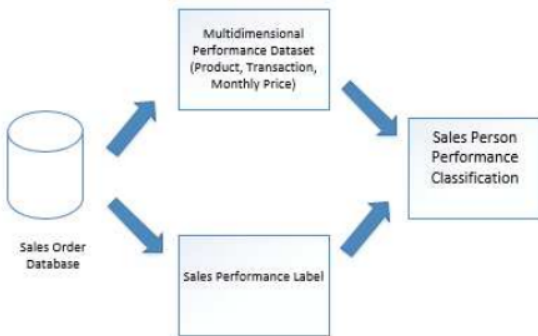 Multidimensional
Performance Dataset
(Product, Transaction,
Monthly Price)
Sales Person
Performance
Classification
Sales Order
Database
Sales Performance Label